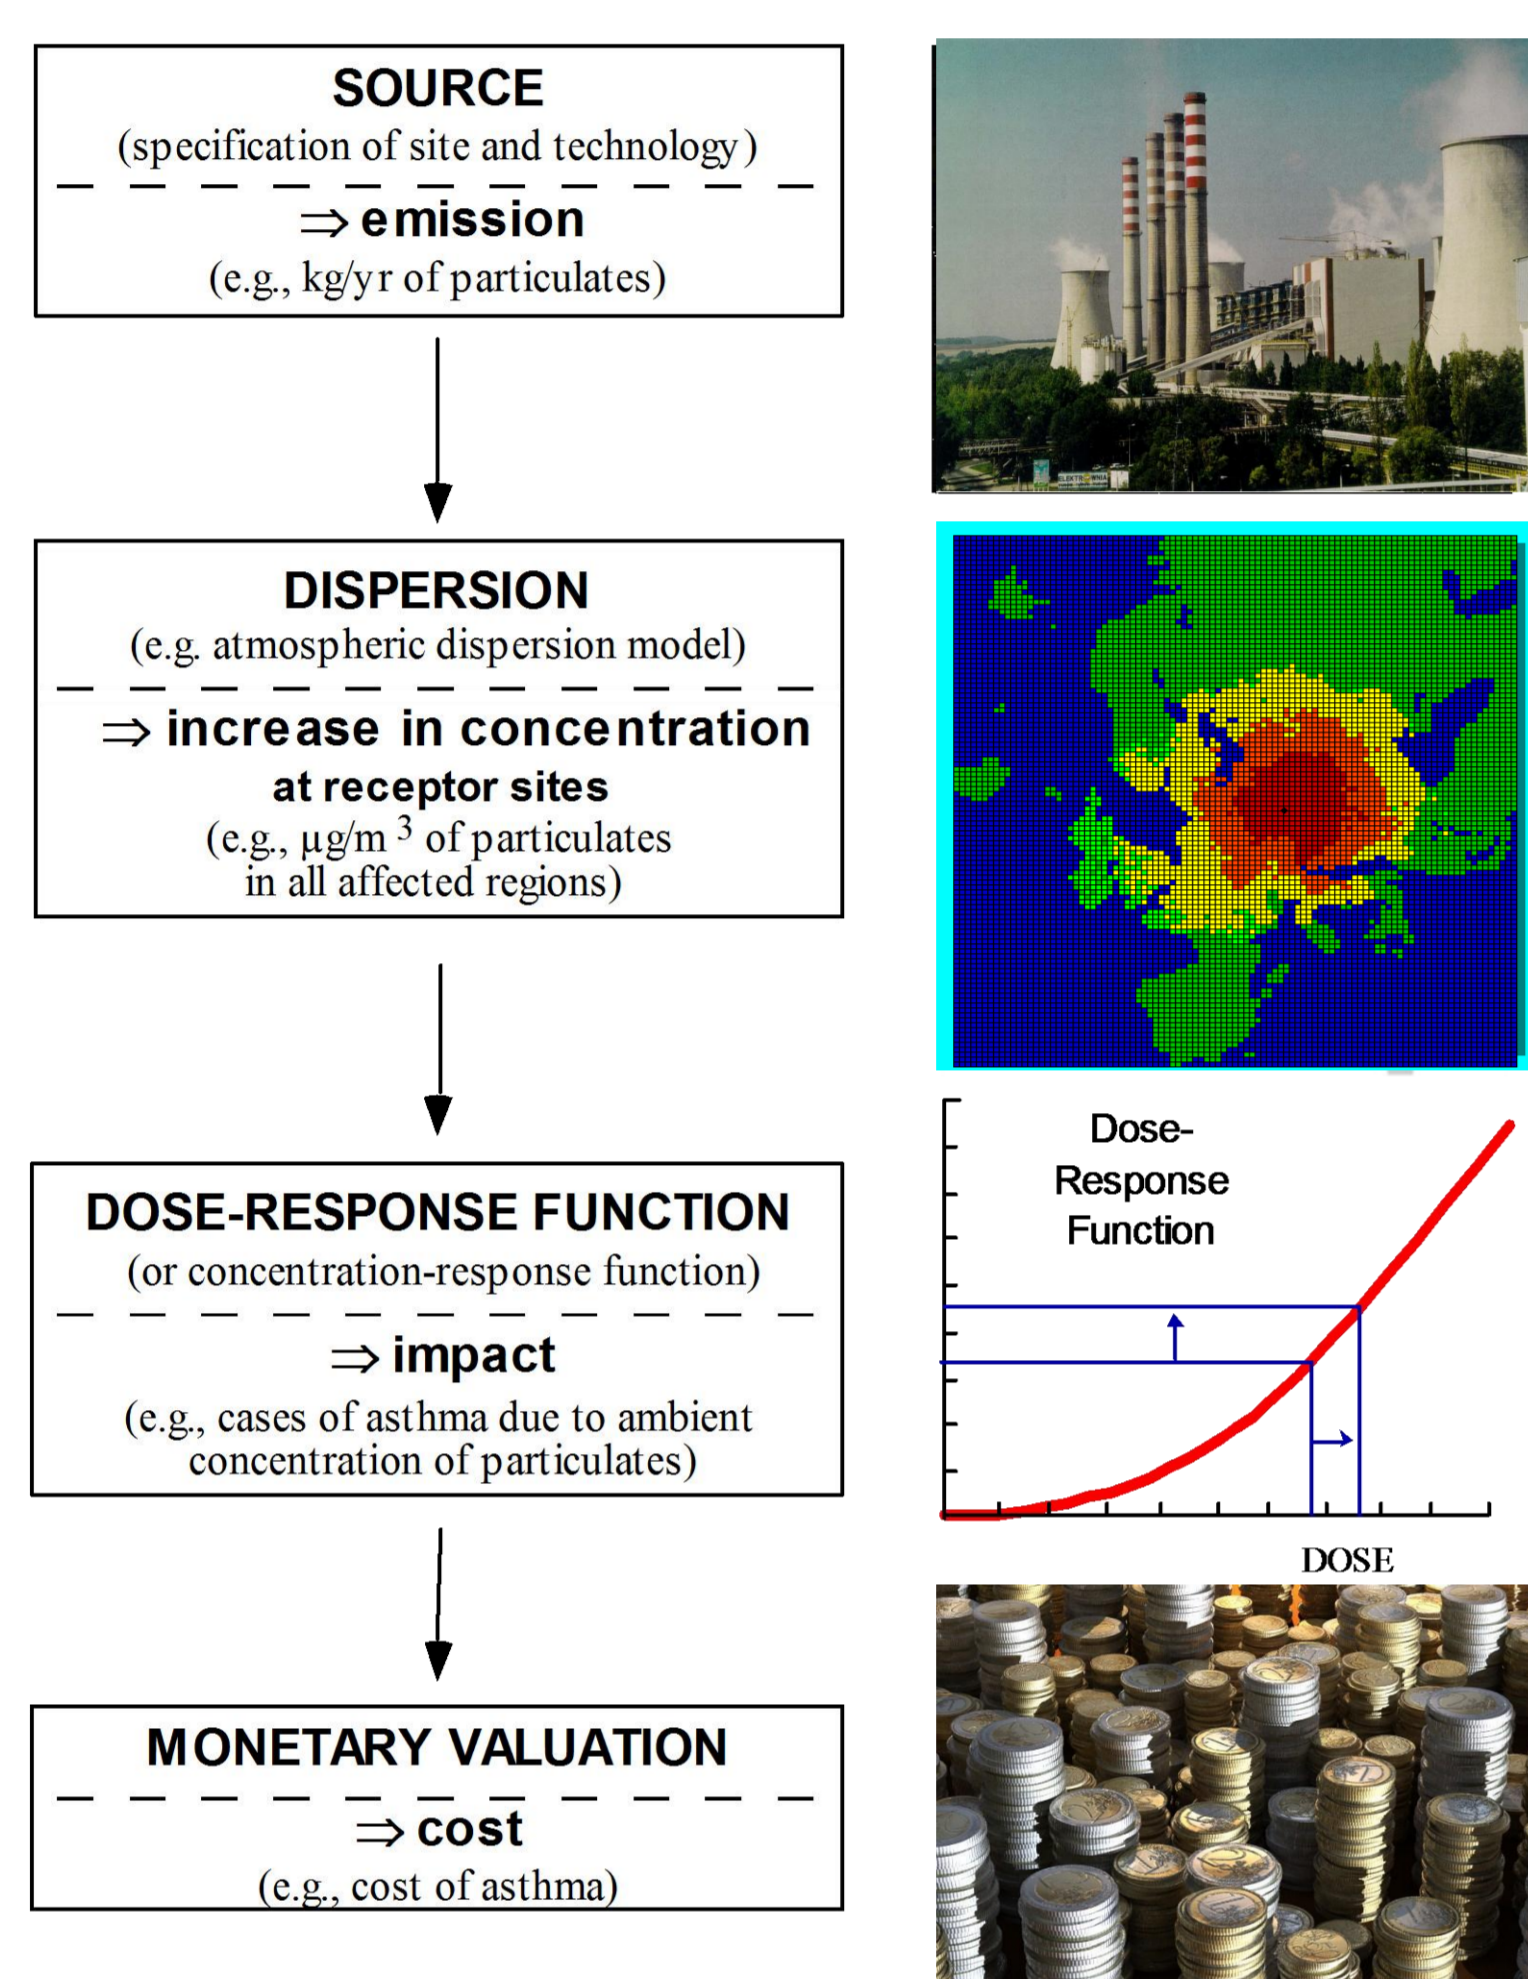 SOURCE
(specification of site and technology)
⇒ emission
(e.g., kg/yr of particulates)
DISPERSION
(e.g. atmospheric dispersion model)
⇒ increase in concentration
at receptor sites
(e.g., µg/m 3 of particulates
in all affected regions)
DOSE-RESPONSE FUNCTION
(or concentration-response function)
⇒ impact
(e.g., cases of asthma due to ambient
concentration of particulates)
MONETARY VALUATION
⇒ cost
(e.g., cost of asthma)
ELEKTROWNIA
Dose-
Response
Function
DOSE